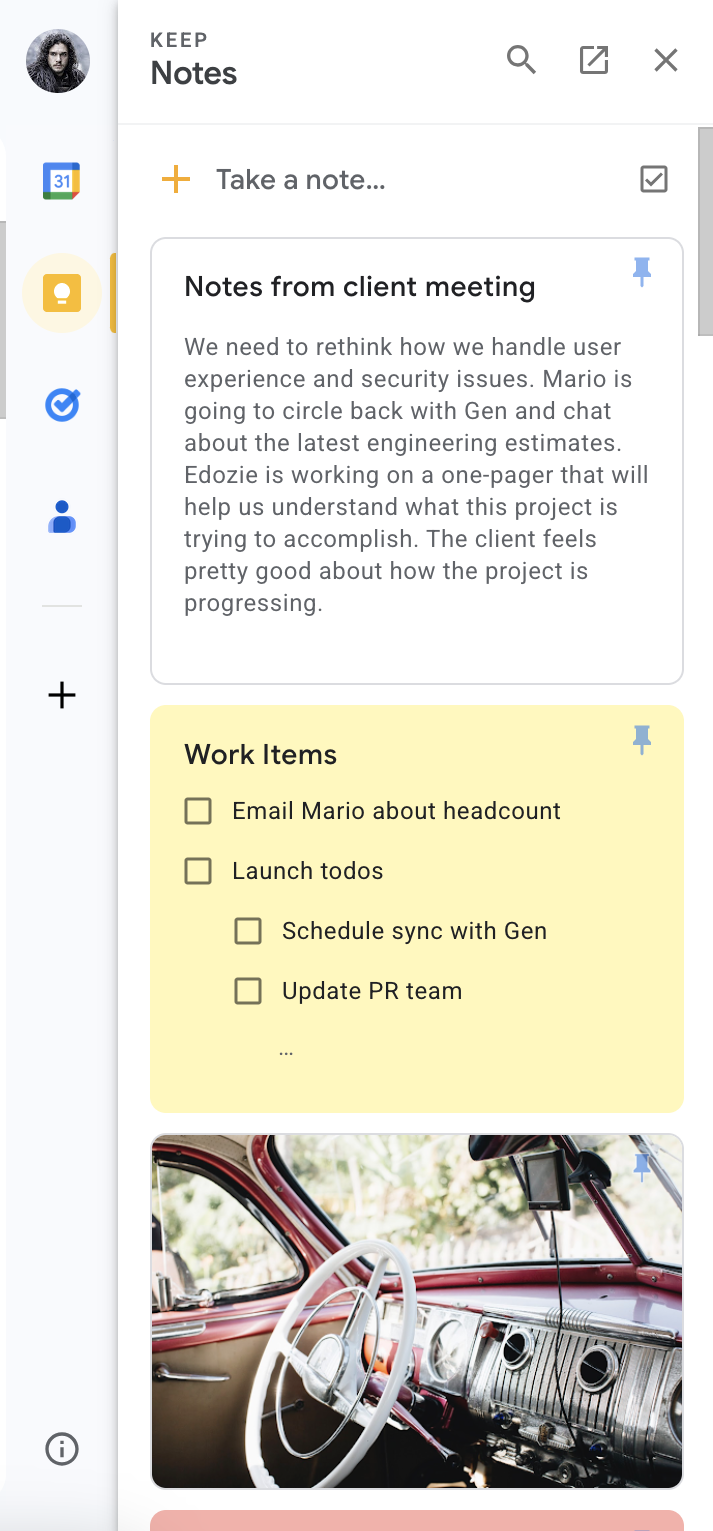 KEEP
Notes
31
Take a note...
Notes from client meeting
We need to rethink how we handle user
experience and security issues. Mario is
going to circle back with Gen and chat
about the latest engineering estimates.
Edozie is working on a one-pager that will
help us understand what this project is
trying to accomplish. The client feels
pretty good about how the project is
progressing.
Work Items
Email Mario about headcount
Launch todos
Schedule sync with Gen
Update PR team
...